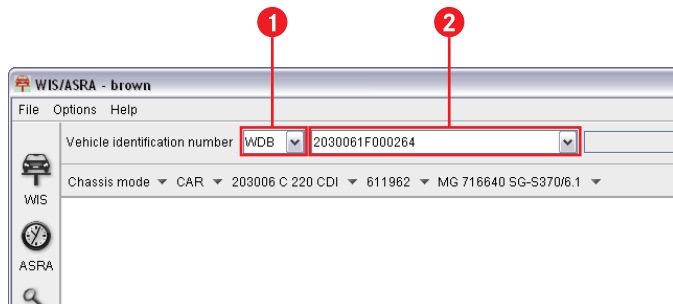 1 2
WIS/ASRA - brown
File Options Help
Vehicle identification number WDB 2030061F000264
Chassis mode CAR 203006 C 220 CDI 611962 MG 716640 SG-S370/6.1
WIS
ASRA